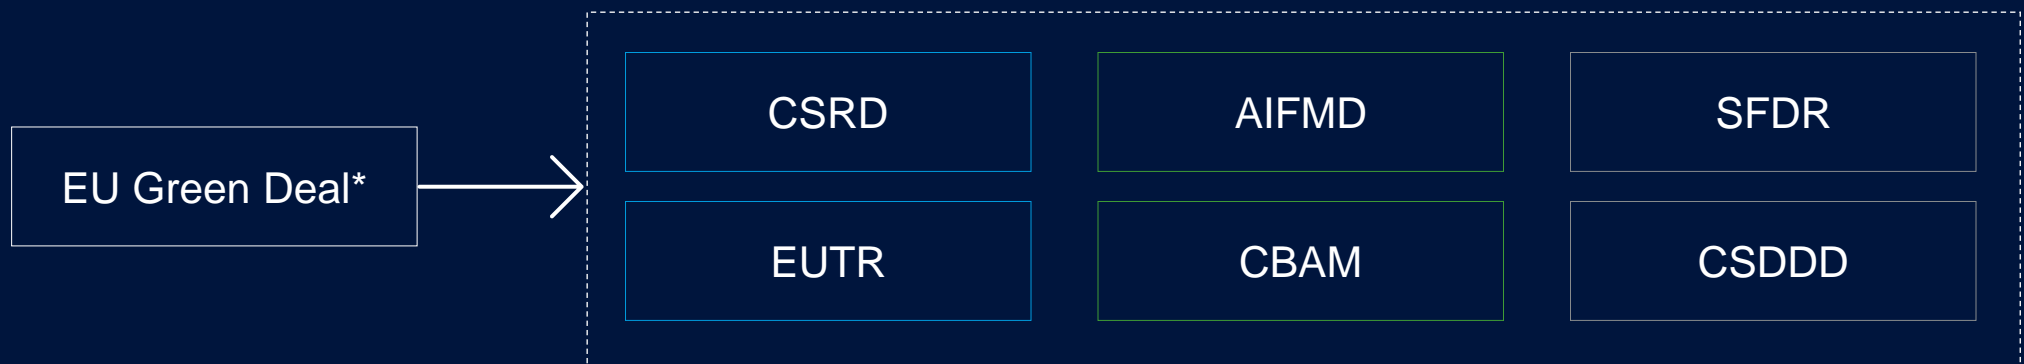 EU Green Deal*
CSRD
AIFMD
SFDR
EUTR
CBAM
CSDDD